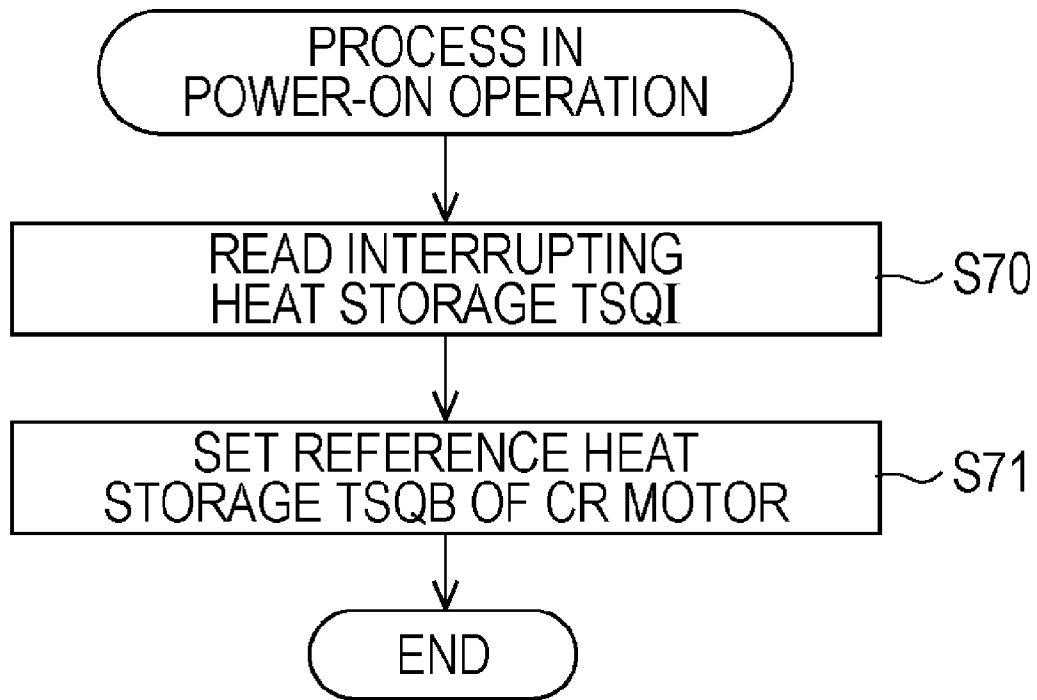 PROCESS IN
POWER-ON OPERATION
READ INTERRUPTING
HEAT STORAGE TSQI
S70
SET REFERENCE HEAT
STORAGE TSQB OF CR MOTOR
S71
END